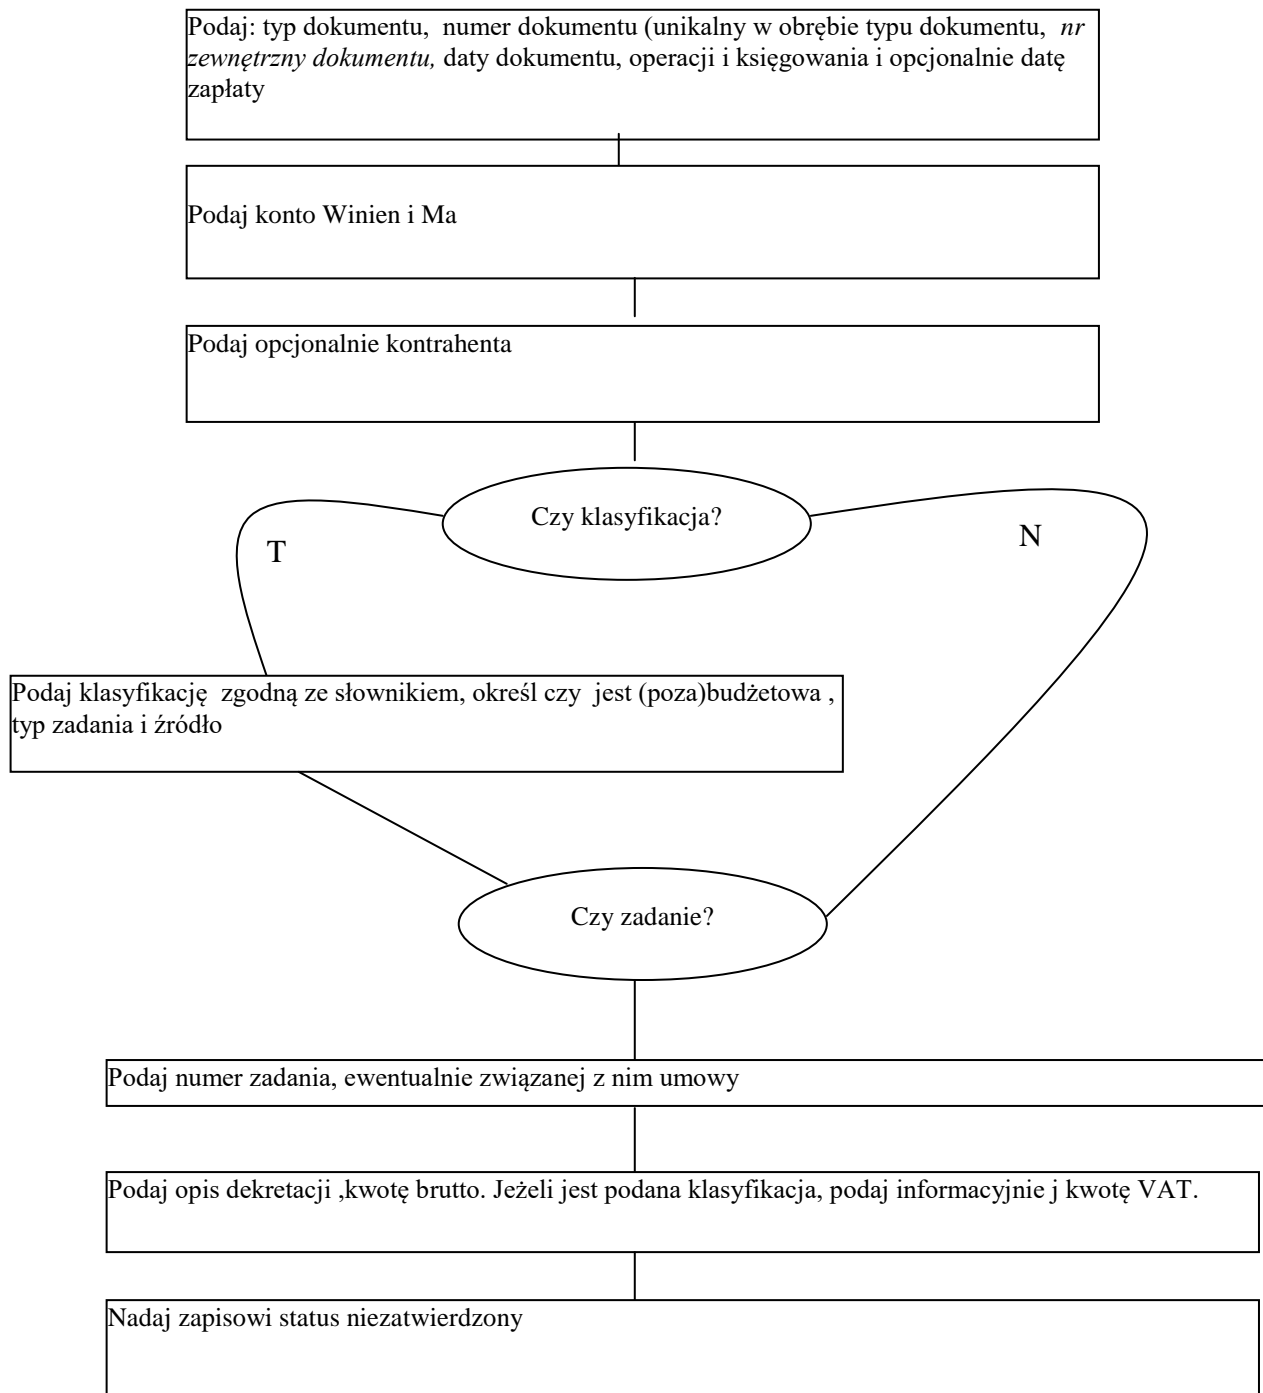 Podaj: typ dokumentu, numer dokumentu (unikalny w obrębie typu dokumentu, nr
zewnętrzny dokumentu, daty dokumentu, operacji i księgowania i opcjonalnie datę
zapłaty
Podaj konto Winien i Ma
Podaj opcjonalnie kontrahenta
Czy klasyfikacja?
T
N
Podaj klasyfikację zgodną ze słownikiem, określ czy jest (poza)budżetowa ,
typ zadania i źródło
Czy zadanie?
Podaj numer zadania, ewentualnie związanej z nim umowy
Podaj opis dekretacji ,kwotę brutto. Jeżeli jest podana klasyfikacja, podaj informacyjnie j kwotę VAT.
Nadaj zapisowi status niezatwierdzony